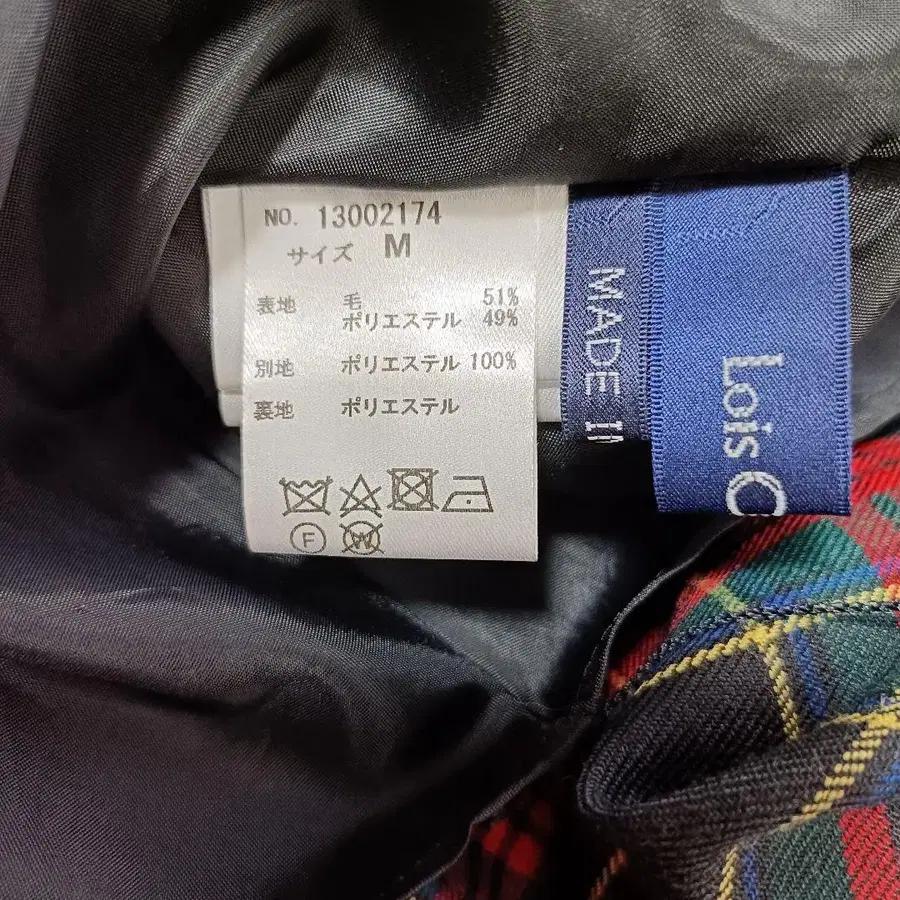 NO. 13002174
サイズ M
表地 毛 51%
ポリエステル 49%
別地 ポリエステル 100%
裏地 ポリエステル
F
W
MADE I
Lois C